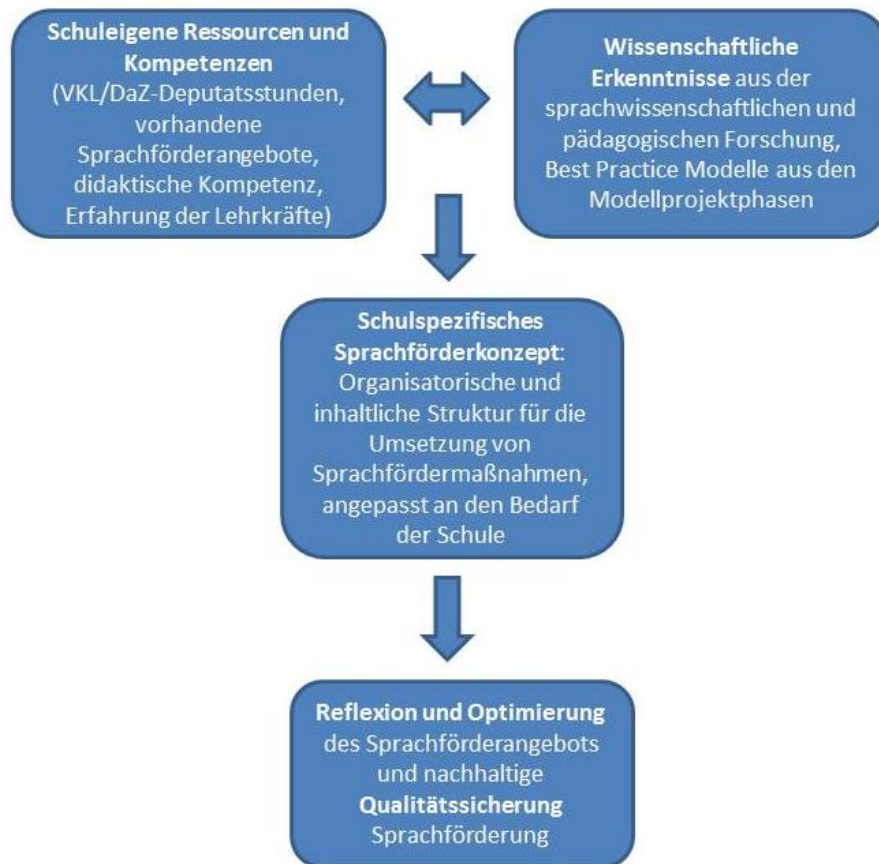 Schuleigene Ressourcen und
Kompetenzen
(VKL/DaZ-Deputatsstunden,
vorhandene
Sprachförderangebote,
didaktische Kompetenz,
Erfahrung der Lehrkräfte)
Wissenschaftliche
Erkenntnisse aus der
sprachwissenschaftlichen und
pädagogischen Forschung,
Best Practice Modelle aus den
Modellprojektphasen
Schulspezifisches
Sprachförderkonzept:
Organisatorische und
inhaltliche Struktur für die
Umsetzung von
Sprachfördermaßnahmen,
angepasst an den Bedarf
der Schule
Reflexion und Optimierung
des Sprachförderangebots
und nachhaltige
Qualitätssicherung
Sprachförderung